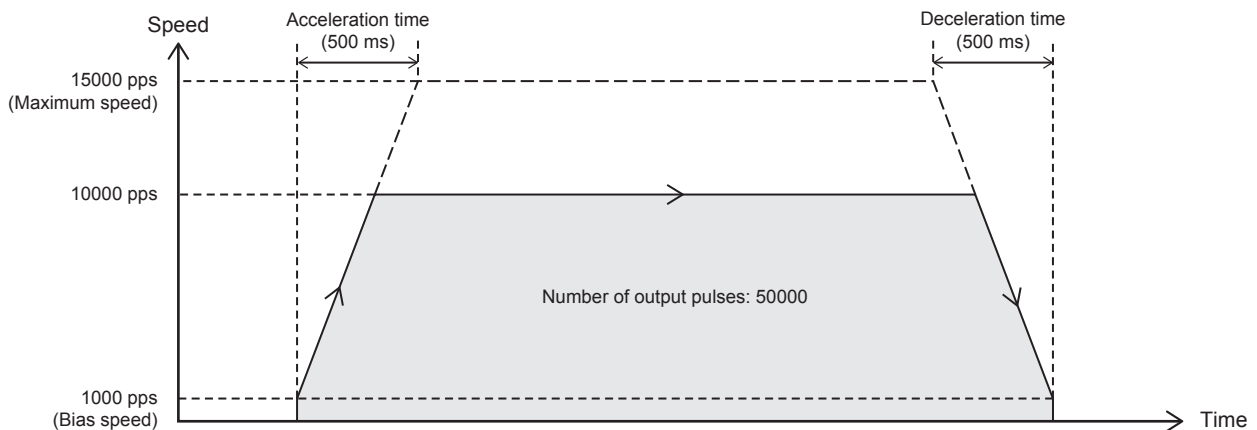 Speed
Acceleration time
(500 ms)
Deceleration time
(500 ms)
15000 pps
(Maximum speed)
10000 pps
Number of output pulses: 50000
1000 pps
(Bias speed)
Time